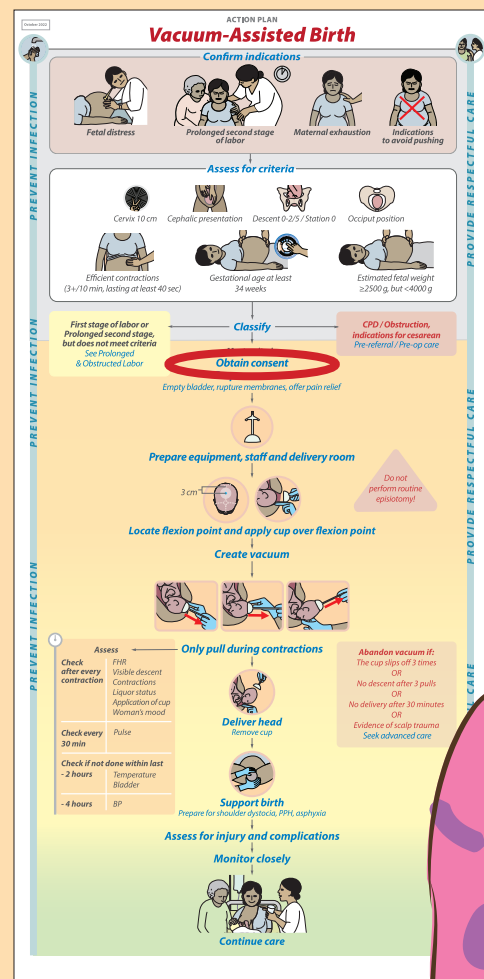 October 2022
ACTION PLAN
Vacuum-Assisted Birth
PREVENT INFECTION
PROVIDE RESPECTFUL CARE
Confirm indications
Fetal distress
Prolonged second stage
of labor
Maternal exhaustion
Indications
to avoid pushing
Assess for criteria
Cervix 10 cm
Cephalic presentation
Descent 0-2/5 / Station 0
Occiput position
Efficient contractions
(3+/10 min, lasting at least 40 sec)
Gestational age at least
34 weeks
Estimated fetal weight
≥2500 g, but <4000 g
Classify
First stage of labor or
Prolonged second stage,
but does not meet criteria
See Prolonged
& Obstructed Labor
CPD / Obstruction,
indications for cesarean
Pre-referral / Pre-op care
PREVENT INFECTION
Obtain consent
Empty bladder, rupture membranes, offer pain relief
PROVIDE RESPECTFUL CARE
Prepare equipment, staff and delivery room
3 cm
Do not
perform routine
episiotomy!
Locate flexion point and apply cup over flexion point
Create vacuum
PREVENT INFECTION
Only pull during contractions
Assess
Check
after every
contraction
FHR
Visible descent
Contractions
Liquor status
Application of cup
Woman's mood
Check every
30 min
Pulse
Check if not done within last
- 2 hours
Temperature
Bladder
- 4 hours
BP
Abandon vacuum if:
The cup slips off 3 times
OR
No descent after 3 pulls
OR
No delivery after 30 minutes
OR
Evidence of scalp trauma
Seek advanced care
CARE
Deliver head
Remove cup
Support birth
Prepare for shoulder dystocia, PPH, asphyxia
Assess for injury and complications
Monitor closely
Continue care